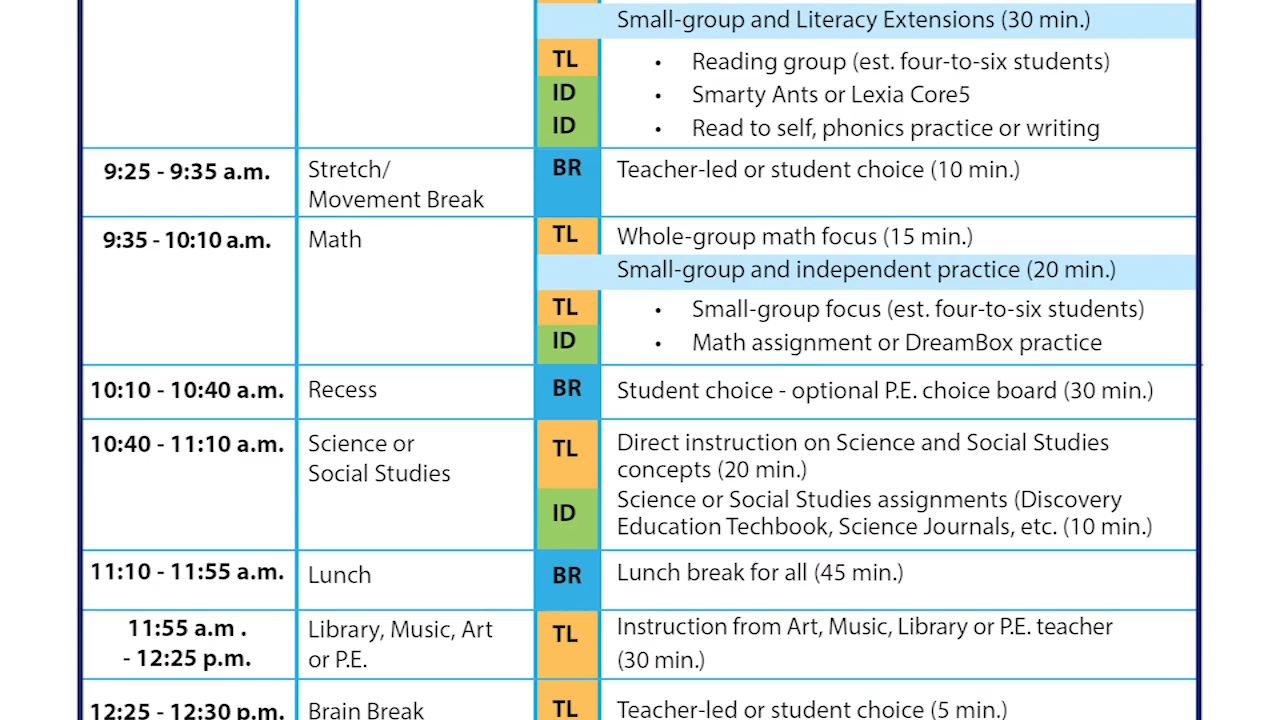 Small-group and Literacy Extensions (30 min.)
TL • Reading group (est. four-to-six students)
ID • Smarty Ants or Lexia Core5
ID • Read to self, phonics practice or writing
9:25 - 9:35 a.m.
Stretch/
Movement Break
BR
Teacher-led or student choice (10 min.)
9:35 - 10:10 a.m.
Math
TL
Whole-group math focus (15 min.)
Small-group and independent practice (20 min.)
TL • Small-group focus (est. four-to-six students)
ID • Math assignment or DreamBox practice
10:10 - 10:40 a.m.
Recess
BR
Student choice - optional P.E. choice board (30 min.)
10:40 - 11:10 a.m.
Science or
Social Studies
TL
Direct instruction on Science and Social Studies
concepts (20 min.)
ID
Science or Social Studies assignments (Discovery
Education Techbook, Science Journals, etc. (10 min.)
11:10 - 11:55 a.m.
Lunch
BR
Lunch break for all (45 min.)
11:55 a.m .
- 12:25 p.m.
Library, Music, Art
or P.E.
TL
Instruction from Art, Music, Library or P.E. teacher
(30 min.)
12:25 - 12:30 p.m.
Brain Break
TL
Teacher-led or student choice (5 min.)